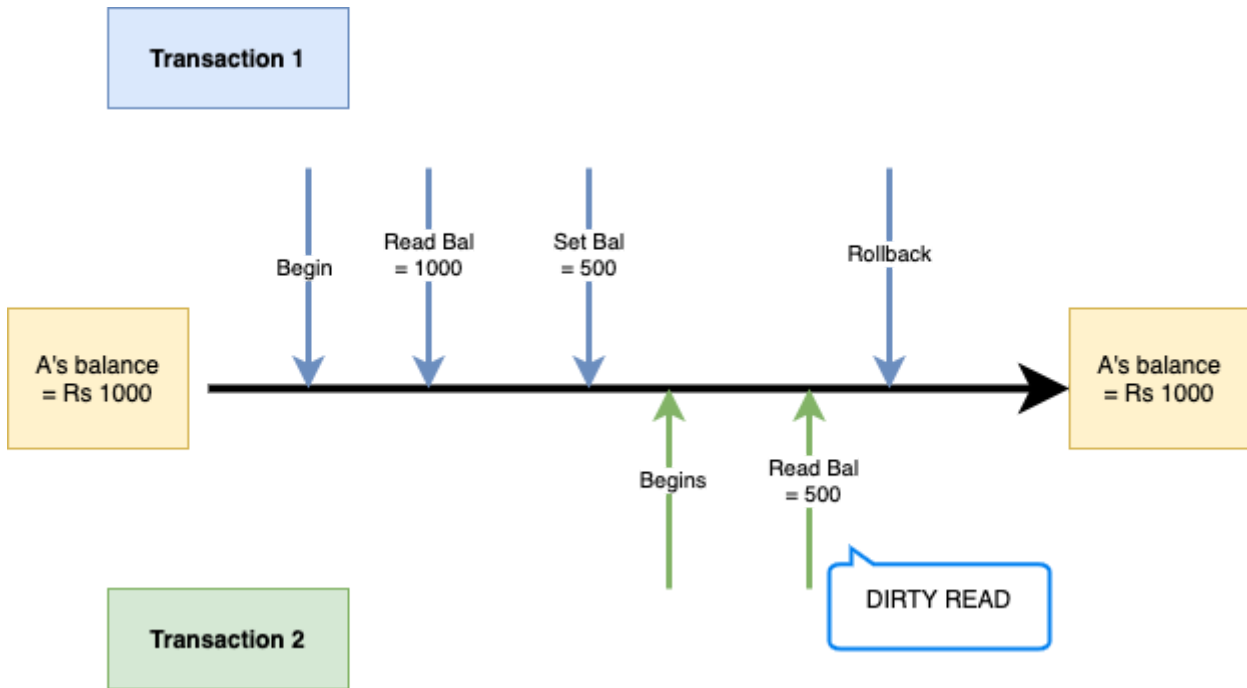 Transaction 1
Begin
Read Bal
= 1000
Set Bal
= 500
Rollback
A's balance
= Rs 1000
A's balance
= Rs 1000
Begins
Read Bal
= 500
DIRTY READ
Transaction 2